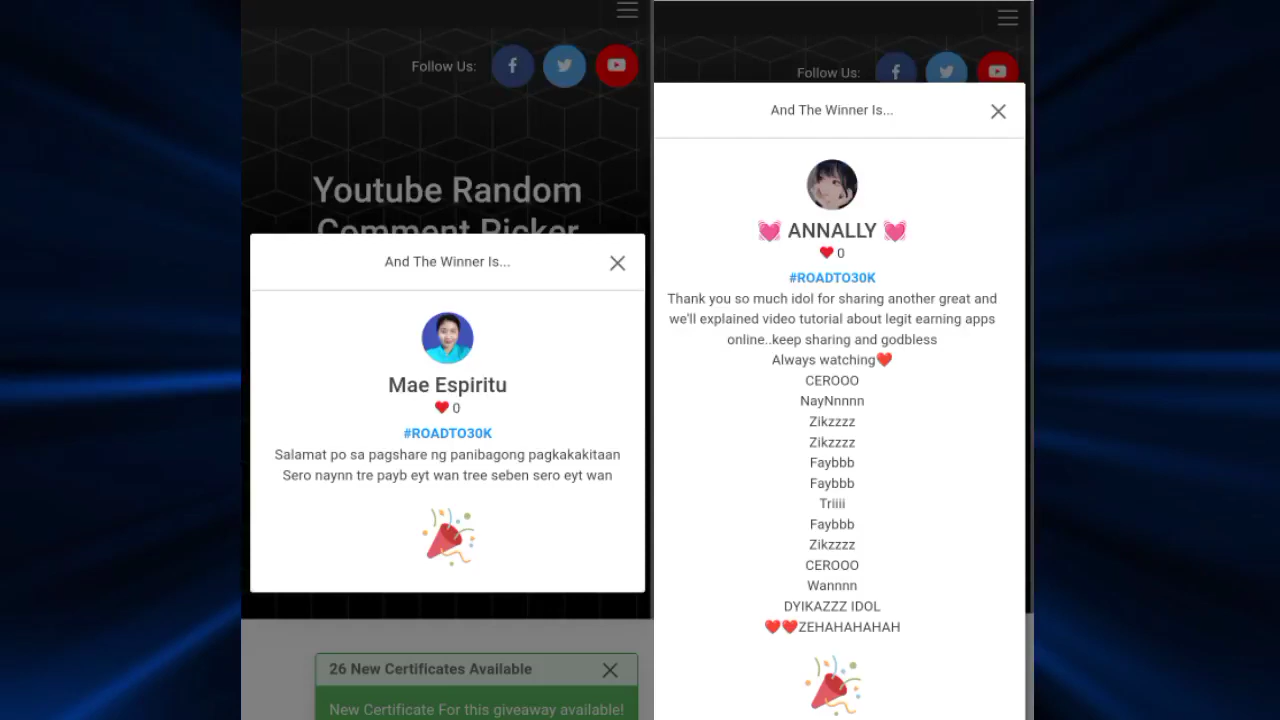 Follow Us:
Youtube Random
Comment Picker
And The Winner Is...
Mae Espiritu
0
#ROADTO30K
Salamat po sa pagshare ng panibagong pagkakakitaan
Sero naynn tre payb eyt wan tree seben sero eyt wan
26 New Certificates Available
New Certificate For this giveaway available!
Follow Us:
And The Winner Is...
💓 ANNALLY 💓
❤️ 0
#ROADTO30K
Thank you so much idol for sharing another great and
we'll explained video tutorial about legit earning apps
online..keep sharing and godbless
Always watching❤️
CEROOO
NayNnnnn
Zikzzzz
Zikzzzz
Faybbb
Faybbb
Triiii
Faybbb
Zikzzzz
CEROOO
Wannnn
DYIKAZZZ IDOL
❤️❤️ZEHAHAHAHAH